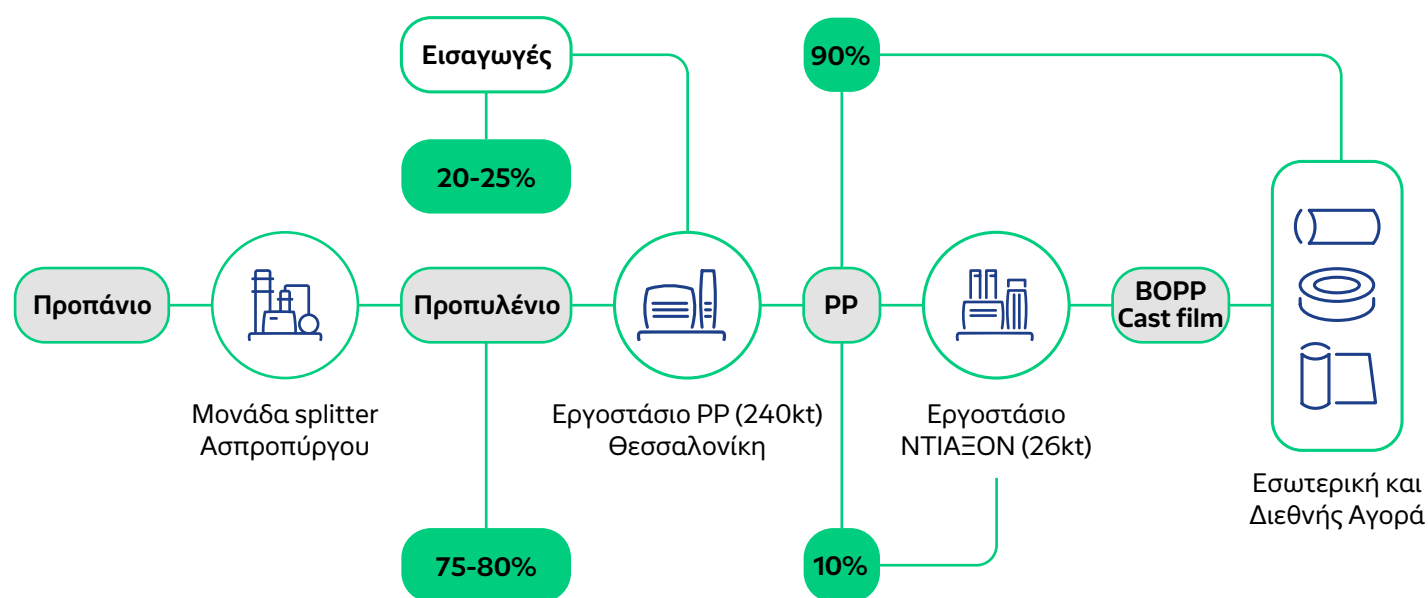 Εισαγωγές
90%
20-25%
Προπάνιο
Προπυλένιο
PP
BOPP
Cast film
Μονάδα splitter
Ασπροπύργου
Εργοστάσιο PP (240kt)
Θεσσαλονίκη
Εργοστάσιο
ΝΤΙΑΞΟΝ (26kt)
Εσωτερική και
Διεθνής Αγορά
75-80%
10%